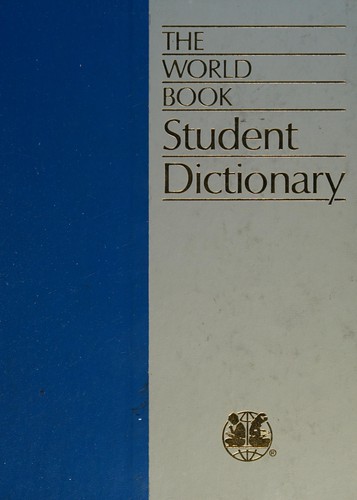 THE
WORLD
BOOK
Student
Dictionary
®